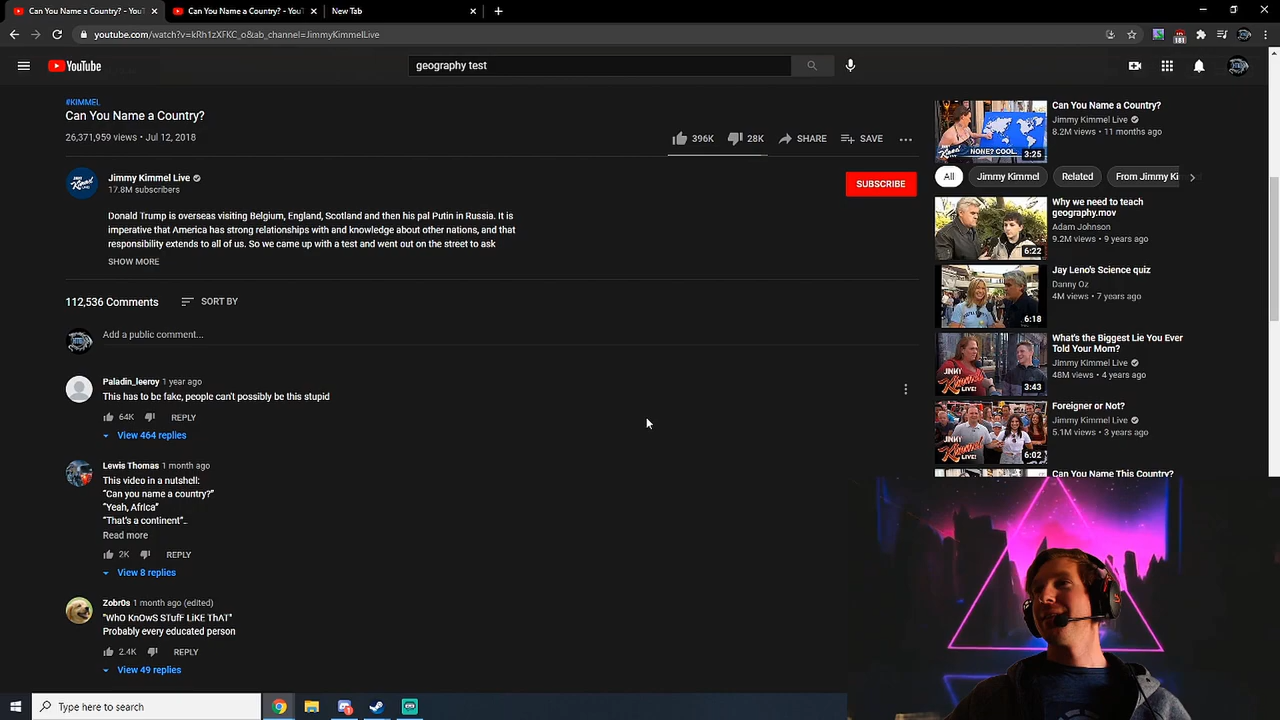 Can You Name a Country? - YouT
Can You Name a Country? - YouT
New Tab
youtube.com/watch?v=kRh1zXFKC_o&ab_channel=JimmyKimmelLive
181
YouTube
geography test
#KIMMEL
Can You Name a Country?
26,371,959 views • Jul 12, 2018
396K
28K
SHARE
SAVE
Jimmy Kimmel Live
17.8M subscribers
SUBSCRIBE
Donald Trump is overseas visiting Belgium, England, Scotland and then his pal Putin in Russia. It is
imperative that America has strong relationships with and knowledge about other nations, and that
responsibility extends to all of us. So we came up with a test and went out on the street to ask
SHOW MORE
112,536 Comments
SORT BY
Add a public comment...
Paladin_leeroy 1 year ago
This has to be fake, people can't possibly be this stupid
64K
REPLY
View 464 replies
Lewis Thomas 1 month ago
This video in a nutshell:
“Can you name a country?”
“Yeah, Africa”
“That’s a continent”..
Read more
2K
REPLY
View 8 replies
Zobr0s 1 month ago (edited)
"WhO KnOwS STufF LiKE ThAT"
Probably every educated person
2.4K
REPLY
View 49 replies
NONE? COOL.
3:25
Can You Name a Country?
Jimmy Kimmel Live
8.2M views • 11 months ago
All
Jimmy Kimmel
Related
From Jimmy Ki
6:22
Why we need to teach
geography.mov
Adam Johnson
9.2M views • 9 years ago
6:18
Jay Leno's Science quiz
Danny Oz
4M views • 7 years ago
JIMMY
KIMMEL
3:43
What's the Biggest Lie You Ever
Told Your Mom?
Jimmy Kimmel Live
48M views • 4 years ago
JIMMY
KIMMEL
6:02
Foreigner or Not?
Jimmy Kimmel Live
5.1M views • 3 years ago
Can You Name This Country?
Type here to search